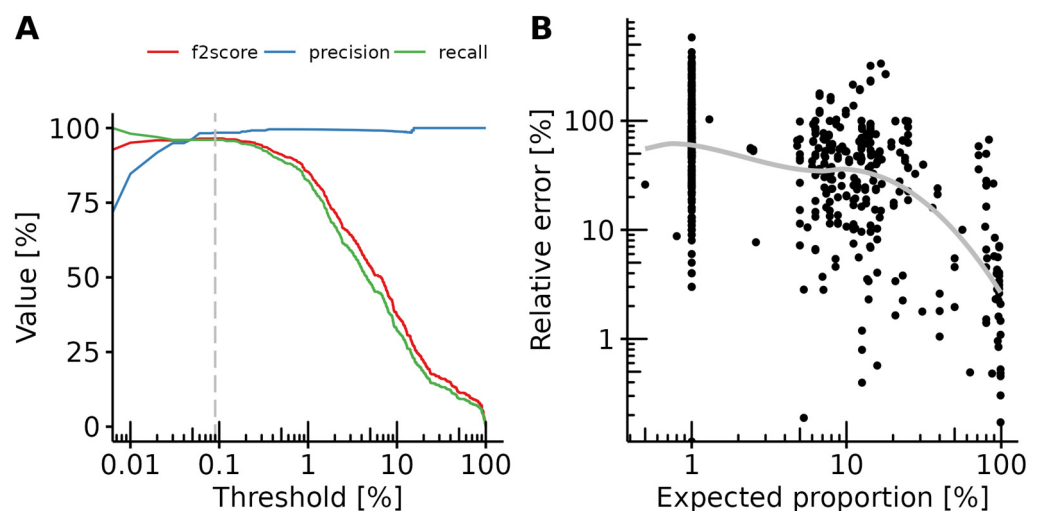 A
f2score precision recall
Value [%]
100
75
50
25
0
0.01 0.1 1 10 100
Threshold [%]
B
Relative error [%]
100
10
1
1 10 100
Expected proportion [%]